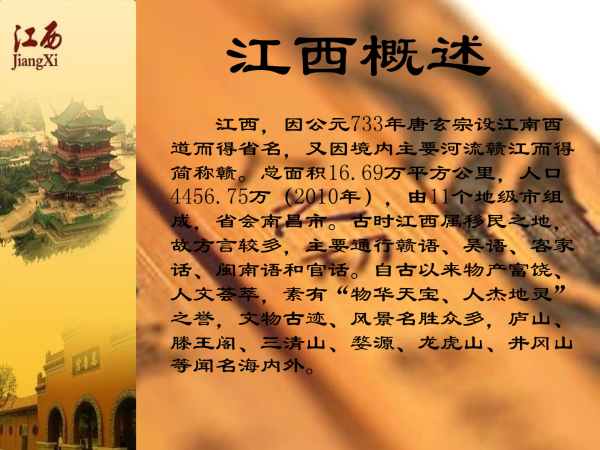 江西
JiangXi
江西概述
江西，因公元733年唐玄宗设江南西
道而得省名，又因境内主要河流赣江而得
简称赣。总面积16.69万平方公里，人口
4456.75万（2010年），由11个地级市组
成，省会南昌市。古时江西属移民之地，
故方言较多，主要通行赣语、吴语、客家
话、闽南语和官话。自古以来物产富饶、
人文荟萃，素有“物华天宝、人杰地灵”
之誉，文物古迹、风景名胜众多，庐山、
滕王阁、三清山、婺源、龙虎山、井冈山
等闻名海内外。